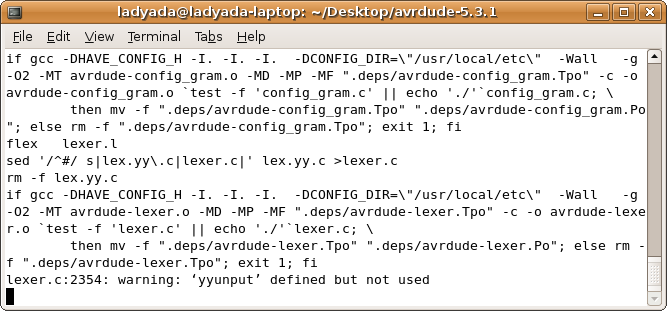 ladyada@ladyada-laptop: ~/Desktop/avrdude-5.3.1
File Edit View Terminal Tabs Help
if gcc -DHAVE_CONFIG_H -I. -I. -I.  -DCONFIG_DIR=\"/usr/local/etc\"  -Wall   -g
-O2 -MT avrdude-config_gram.o -MD -MP -MF ".deps/avrdude-config_gram.Tpo" -c -o
avrdude-config_gram.o `test -f 'config_gram.c' || echo './'`config_gram.c; \
        then mv -f ".deps/avrdude-config_gram.Tpo" ".deps/avrdude-config_gram.Po
"; else rm -f ".deps/avrdude-config_gram.Tpo"; exit 1; fi
flex   lexer.l
sed '/^#/ s|lex.yy\.c|lexer.c|' lex.yy.c >lexer.c
rm -f lex.yy.c
if gcc -DHAVE_CONFIG_H -I. -I. -I.  -DCONFIG_DIR=\"/usr/local/etc\"  -Wall   -g
-O2 -MT avrdude-lexer.o -MD -MP -MF ".deps/avrdude-lexer.Tpo" -c -o avrdude-lexe
r.o `test -f 'lexer.c' || echo './'`lexer.c; \
        then mv -f ".deps/avrdude-lexer.Tpo" ".deps/avrdude-lexer.Po"; else rm -
f ".deps/avrdude-lexer.Tpo"; exit 1; fi
lexer.c:2354: warning: ‘yyunput’ defined but not used